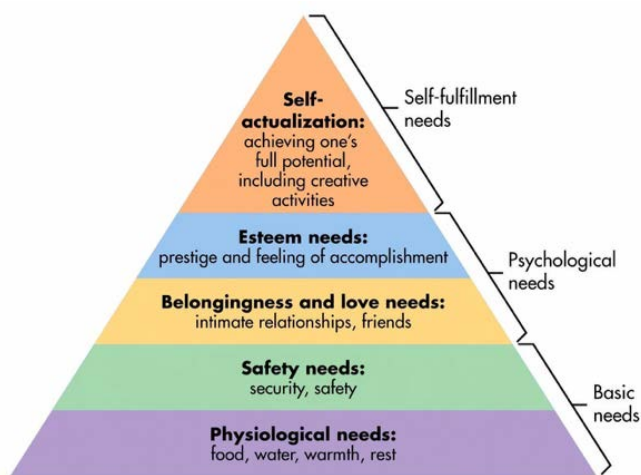 Self-
actualization:
achieving one's
full potential,
including creative
activities
Self-fulfillment
needs
Esteem needs:
prestige and feeling of accomplishment
Belongingness and love needs:
intimate relationships, friends
Psychological
needs
Safety needs:
security, safety
Physiological needs:
food, water, warmth, rest
Basic
needs